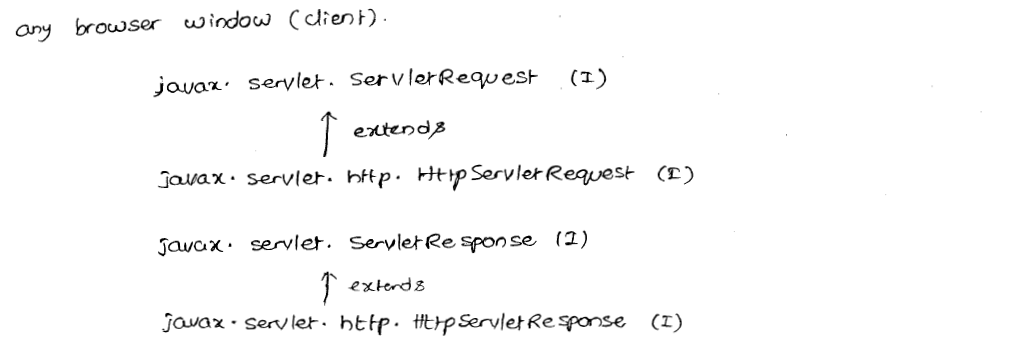 any browser window (client).
javax. servlet. ServletRequest (I)
extends
javax. servlet. http. HttpServletRequest (I)
javax. servlet. ServletResponse (I)
extends
javax. servlet. http. HttpServletResponse (I)